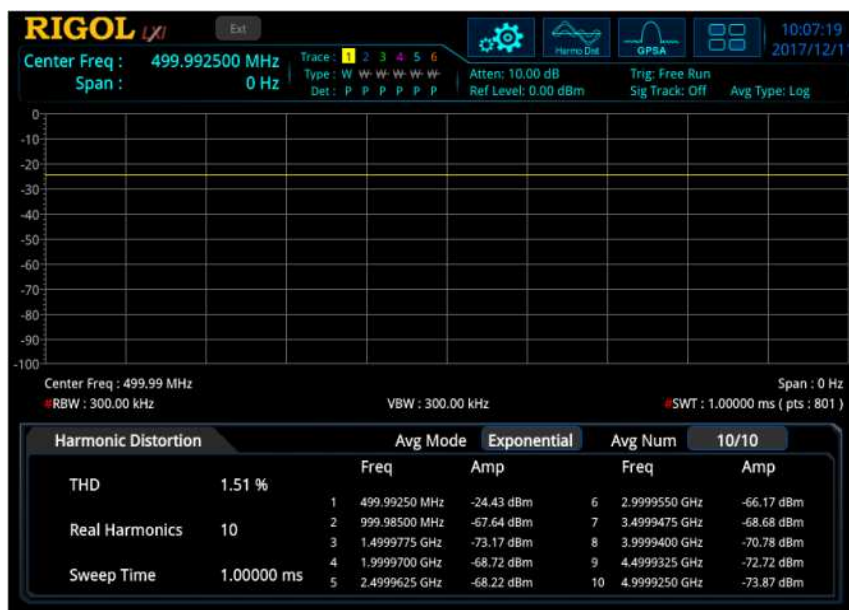 RIGOL LXI Ext 10:07:19
HarmoDist GPSA 2017/12/1
Center Freq : 499.992500 MHz
Span : 0 Hz
Trace : 1 2 3 4 5 6
Type : W W W W W W
Det : P P P P P P
Atten: 10.00 dB Trig: Free Run
Ref Level: 0.00 dBm Sig Track: Off Avg Type: Log
0
-10
-20
-30
-40
-50
-60
-70
-80
-90
-100
Center Freq : 499.99 MHz Span : 0 Hz
#RBW : 300.00 kHz VBW : 300.00 kHz #SWT : 1.00000 ms ( pts : 801 )
Harmonic Distortion Avg Mode Exponential Avg Num 10/10
THD 1.51 %
Real Harmonics 10
Sweep Time 1.00000 ms
Freq Amp Freq Amp
1 499.99250 MHz -24.43 dBm 6 2.9999550 GHz -66.17 dBm
2 999.98500 MHz -67.64 dBm 7 3.4999475 GHz -68.68 dBm
3 1.4999775 GHz -73.17 dBm 8 3.9999400 GHz -70.78 dBm
4 1.9999700 GHz -68.72 dBm 9 4.4999325 GHz -72.72 dBm
5 2.4999625 GHz -68.22 dBm 10 4.9999250 GHz -73.87 dBm